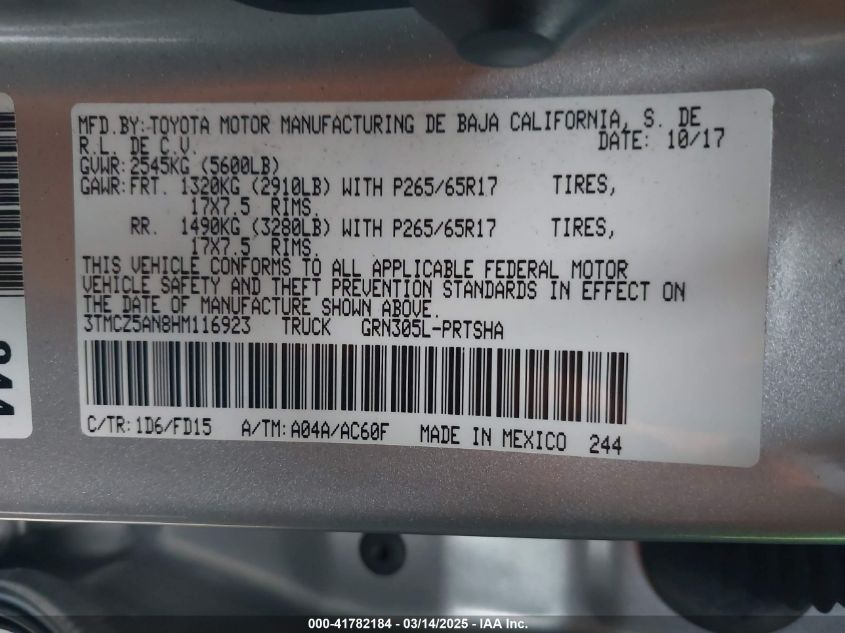 MFD.BY:TOYOTA MOTOR MANUFACTURING DE BAJA CALIFORNIA, S. DE
R.L. DE C.V. DATE: 10/17
GVWR:2545KG (5600LB)
GAWR:FRT. 1320KG (2910LB) WITH P265/65R17 TIRES,
17X7.5 RIMS.
RR. 1490KG (3280LB) WITH P265/65R17 TIRES,
17X7.5 RIMS.
THIS VEHICLE CONFORMS TO ALL APPLICABLE FEDERAL MOTOR
VEHICLE SAFETY AND THEFT PREVENTION STANDARDS IN EFFECT ON
THE DATE OF MANUFACTURE SHOWN ABOVE.
3TMCZ5AN8HM116923 TRUCK GRN305L-PRTSHA
C/TR:1D6/FD15 A/TM:A04A/AC60F MADE IN MEXICO 244
000-41782184 - 03/14/2025 - IAA Inc.